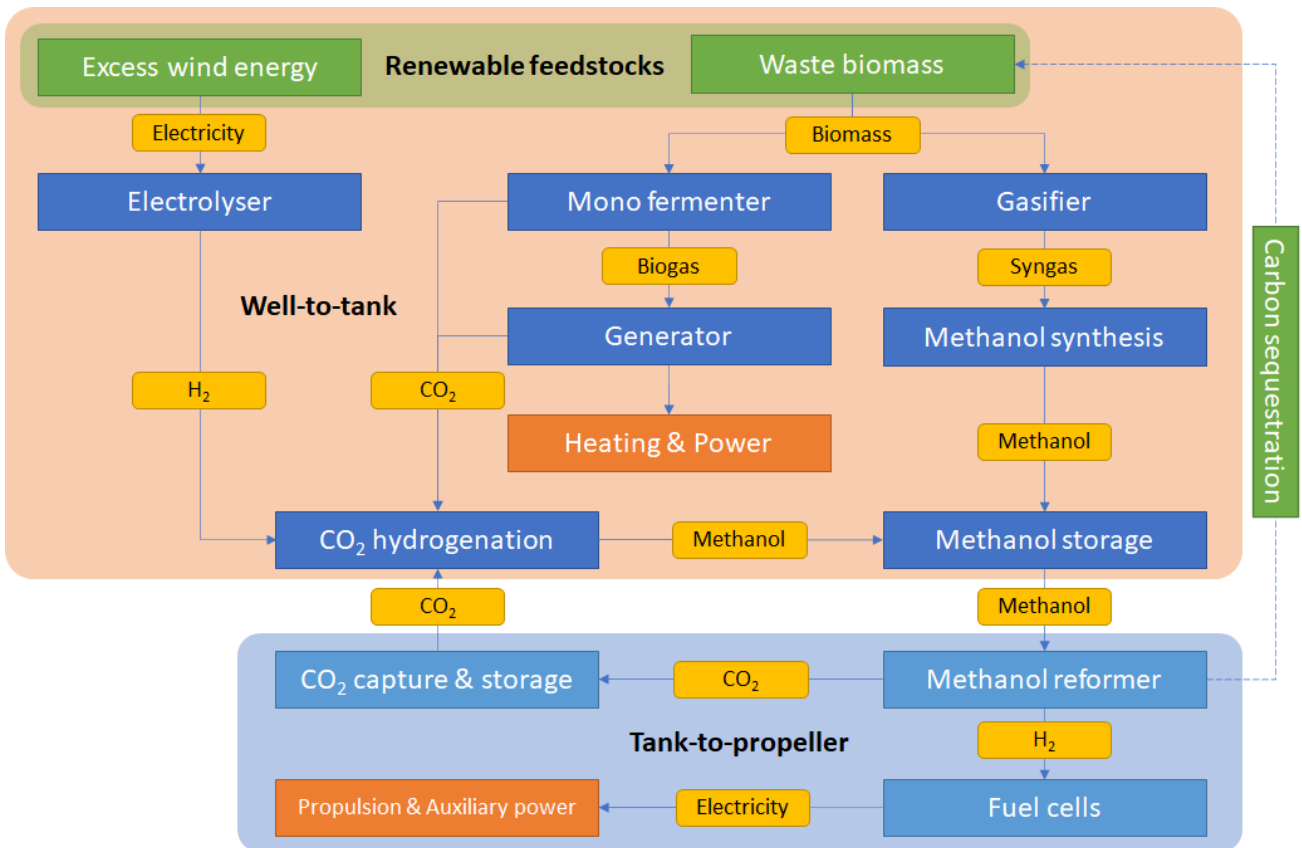 Excess wind energy
Renewable feedstocks
Waste biomass
Electricity
Biomass
Electrolyser
Mono fermenter
Gasifier
Biogas
Syngas
Well-to-tank
Generator
Methanol synthesis
Carbon sequestration
H₂
CO₂
Heating & Power
Methanol
CO₂ hydrogenation
Methanol
Methanol storage
CO₂
Methanol
CO₂ capture & storage
CO₂
Methanol reformer
Tank-to-propeller
H₂
Propulsion & Auxiliary power
Electricity
Fuel cells